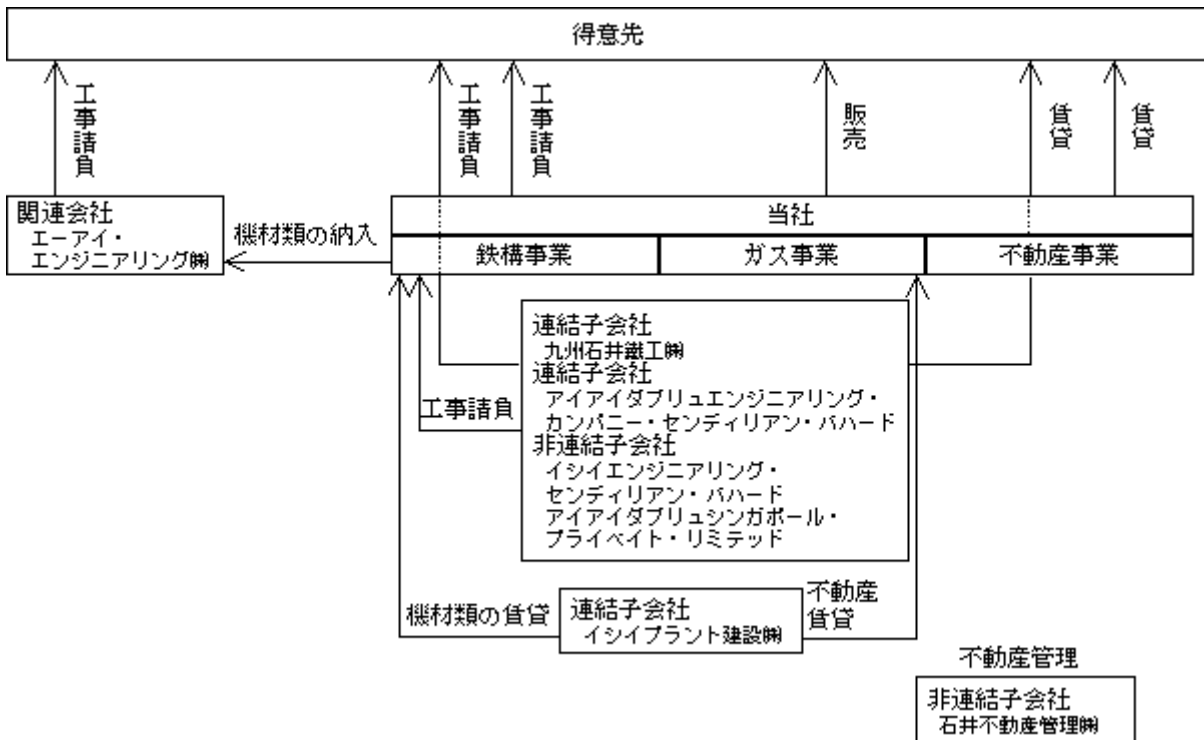 得意先
工事請負
工事請負
工事請負
販売
賃貸
賃貸
関連会社
エーアイ・
エンジニアリング㈱
機材類の納入
当社
鉄構事業
ガス事業
不動産事業
連結子会社
九州石井鐵工㈱
連結子会社
アイアイダブリュエンジニアリング・
カンパニー・センディリアン・バハード
非連結子会社
イシイエンジニアリング・
センディリアン・バハード
アイアイダブリュシンガポール・
プライベイト・リミテッド
工事請負
機材類の賃貸
連結子会社
イシイプラント建設㈱
不動産
賃貸
不動産管理
非連結子会社
石井不動産管理㈱